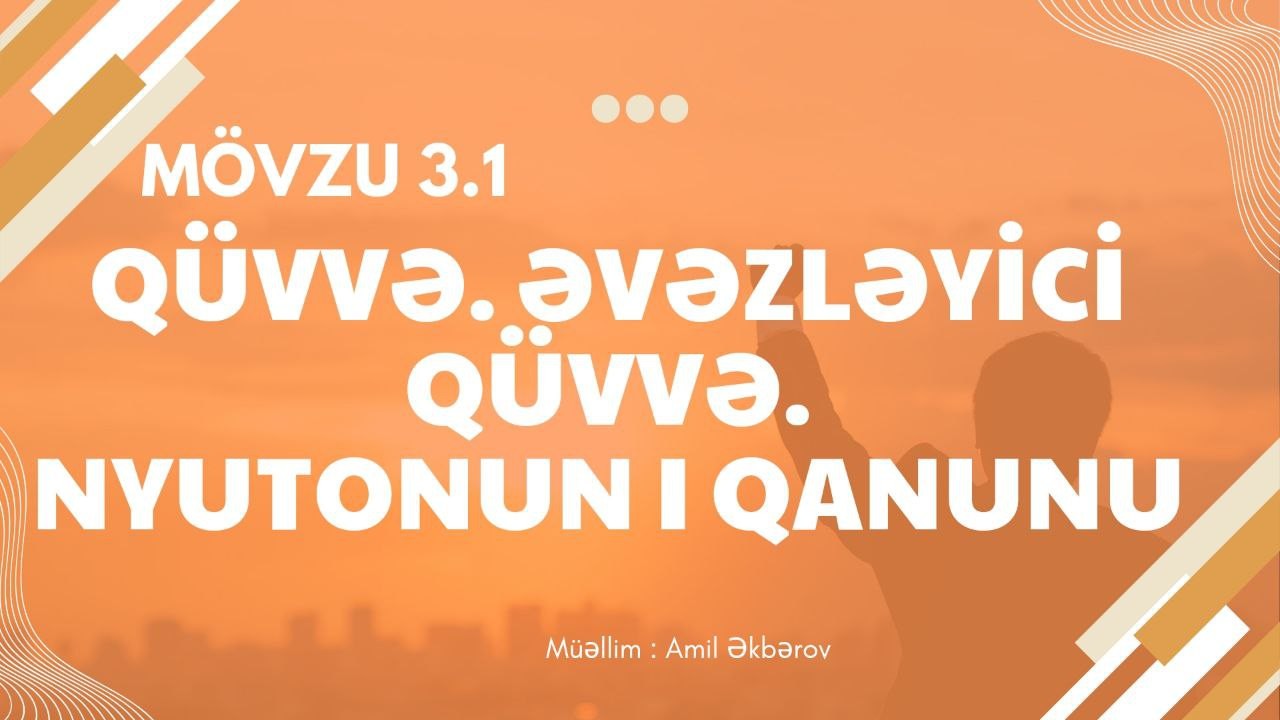 MÖVZU 3.1
QÜVVƏ. ƏVƏZLƏYİCİ
QÜVVƏ.
NYUTONUN I QANUNU
Müəllim : Amil Əkbərov